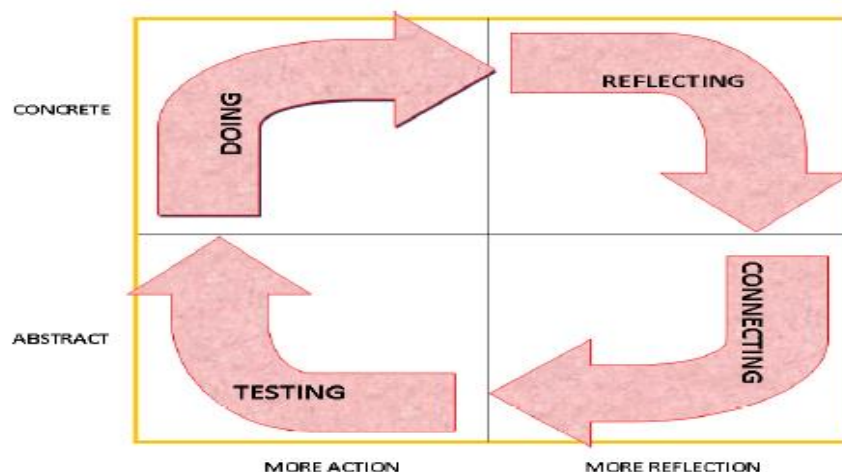 REFLECTING
DOING
CONCRETE
CONNECTING
ABSTRACT
TESTING
MORE ACTION
MORE REFLECTION